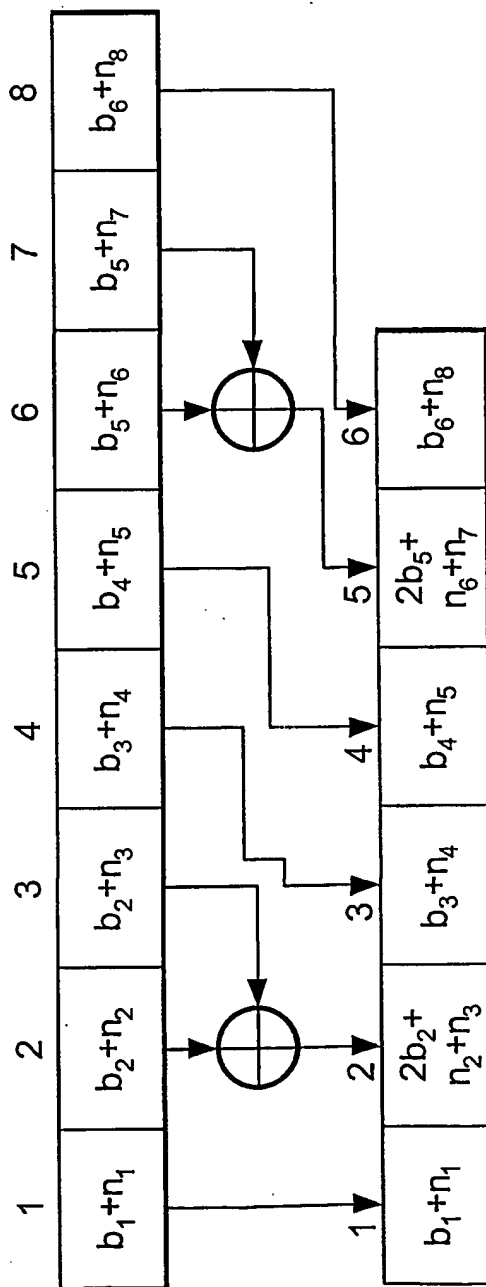 1 2 3 4 5 6 7 8
b₁+n₁ b₂+n₂ b₂+n₃ b₃+n₄ b₄+n₅ b₅+n₆ b₅+n₇ b₆+n₈
1 2 3 4 5 6
b₁+n₁ 2b₂+ b₃+n₄ b₄+n₅ 2b₅+ b₆+n₈
n₂+n₃ n₆+n₇